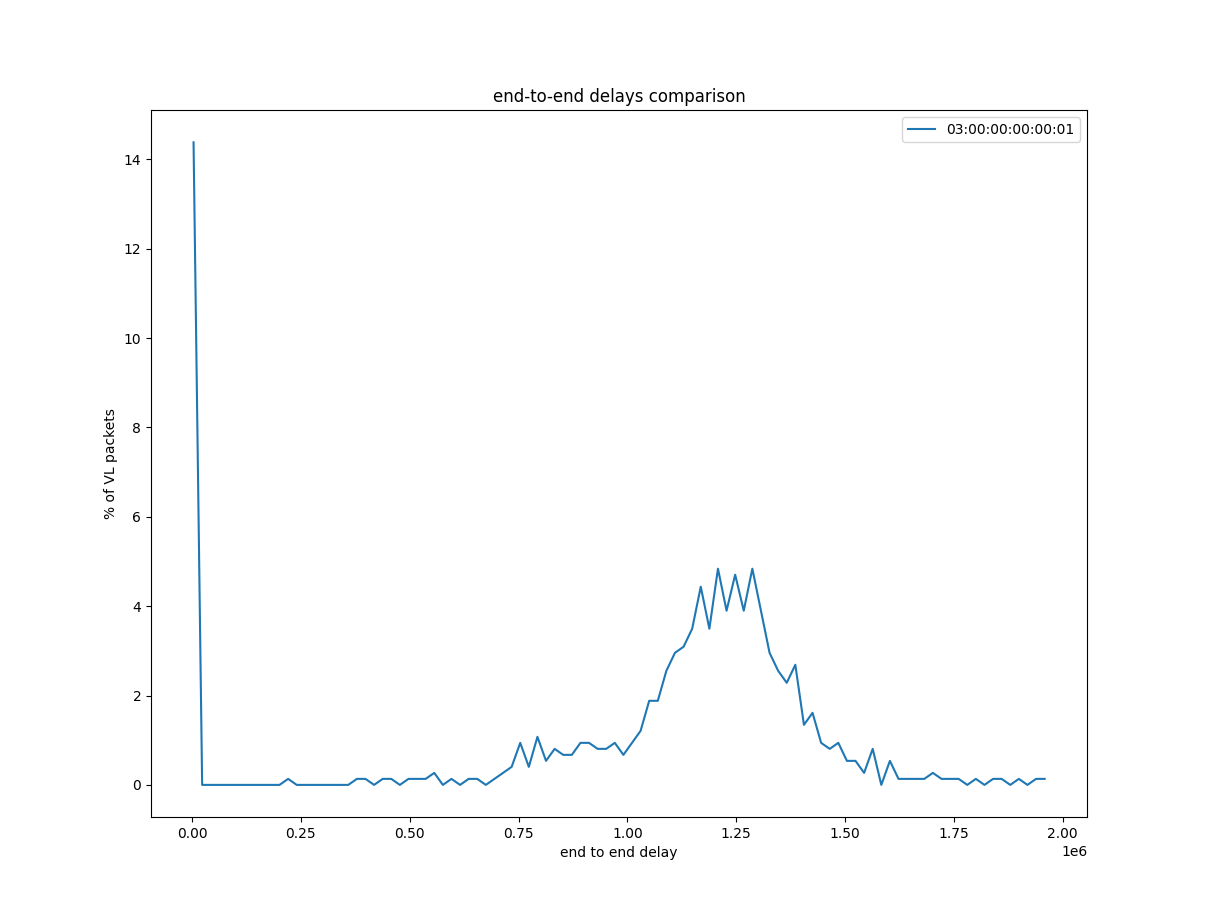 end-to-end delays comparison
03:00:00:00:00:01
14
12
10
8
6
4
2
0
% of VL packets
0.00 0.25 0.50 0.75 1.00 1.25 1.50 1.75 2.00
1e6
end to end delay